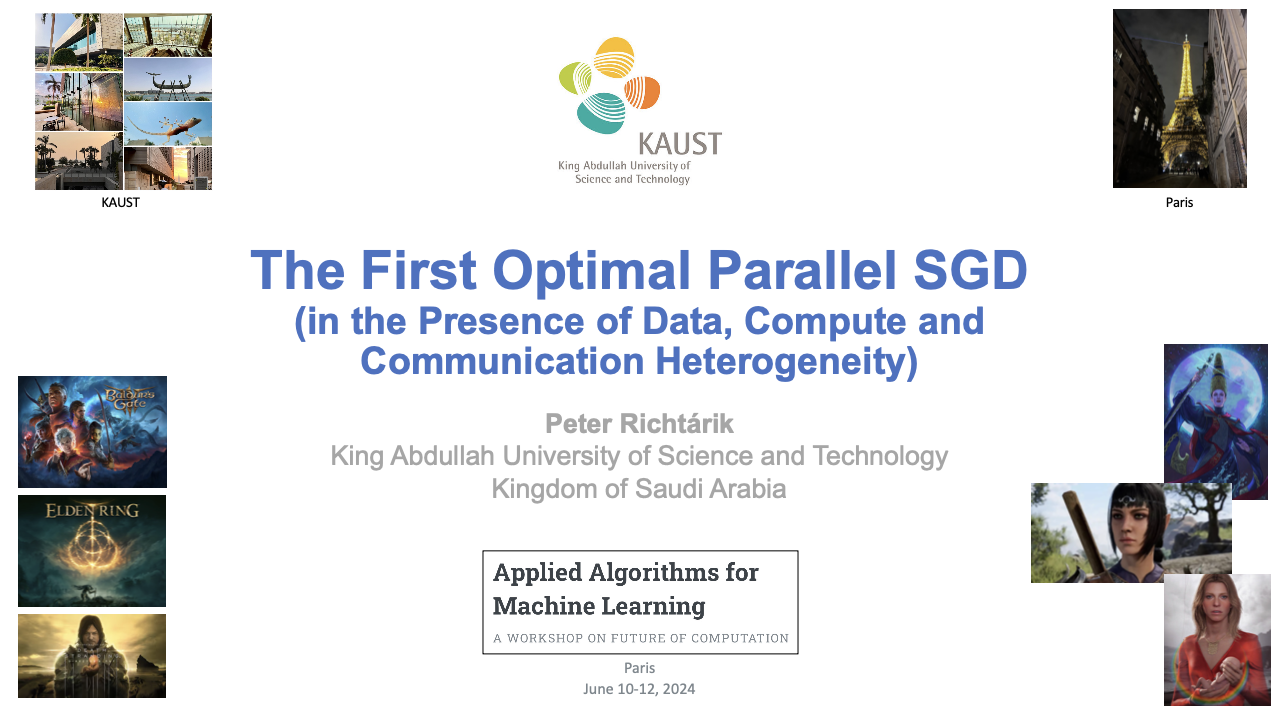 KAUST
King Abdullah University of
Science and Technology
KAUST
Paris
The First Optimal Parallel SGD
(in the Presence of Data, Compute and
Communication Heterogeneity)
Peter Richtárik
King Abdullah University of Science and Technology
Kingdom of Saudi Arabia
Baldur's
Gate
ELDEN RING
DEATH
STRANDING
Applied Algorithms for
Machine Learning
A WORKSHOP ON FUTURE OF COMPUTATION
Paris
June 10-12, 2024